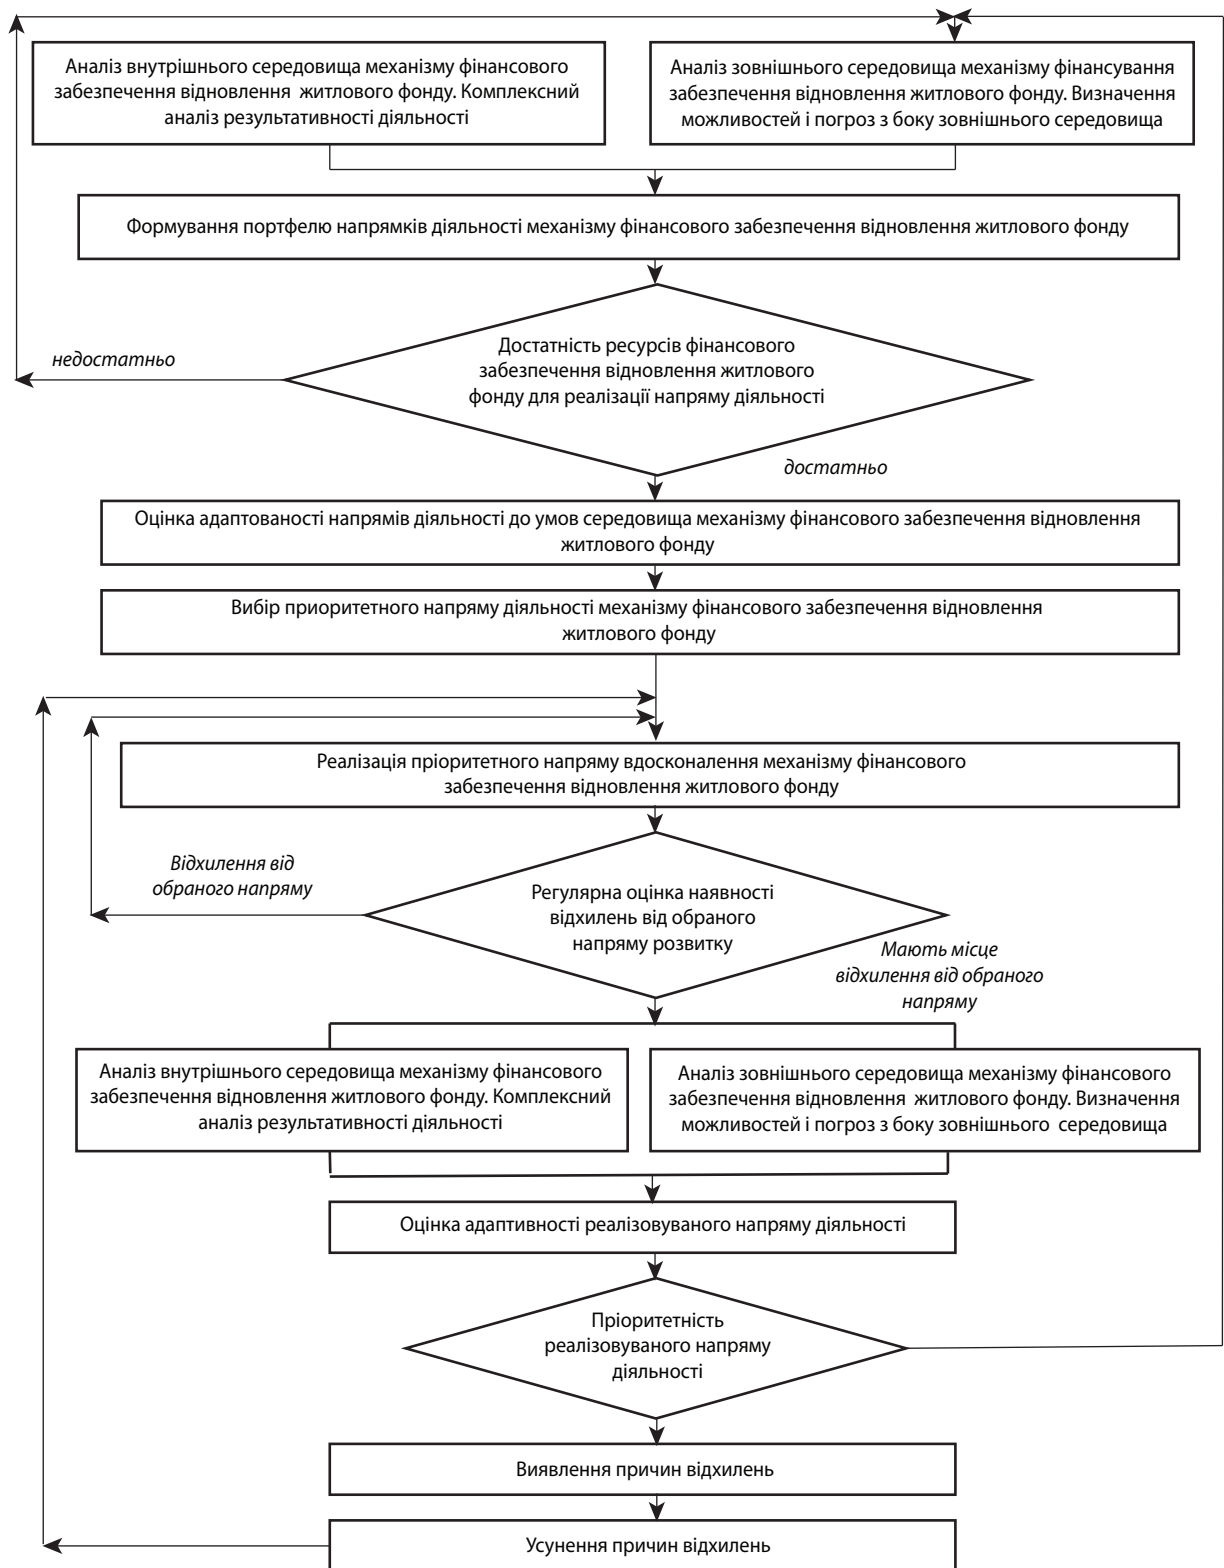 Аналіз внутрішнього середовища механізму фінансового
забезпечення відновлення житлового фонду. Комплексний
аналіз результативності діяльності
Аналіз зовнішнього середовища механізму фінансування
забезпечення відновлення житлового фонду. Визначення
можливостей і погроз з боку зовнішнього середовища
Формування портфелю напрямків діяльності механізму фінансового забезпечення відновлення житлового фонду
недостатньо
Достатність ресурсів фінансового
забезпечення відновлення житлового
фонду для реалізації напряму діяльності
достатньо
Оцінка адаптованості напрямів діяльності до умов середовища механізму фінансового забезпечення відновлення
житлового фонду
Вибір приоритетного напряму діяльності механізму фінансового забезпечення відновлення
житлового фонду
Реалізація пріоритетного напряму вдосконалення механізму фінансового
забезпечення відновлення житлового фонду
Відхилення від
обраного напряму
Регулярна оцінка наявності
відхилень від обраного
напряму розвитку
Мають місце
відхилення від обраного
напряму
Аналіз внутрішнього середовища механізму фінансового
забезпечення відновлення житлового фонду. Комплексний
аналіз результативності діяльності
Аналіз зовнішнього середовища механізму фінансового
забезпечення відновлення житлового фонду. Визначення
можливостей і погроз з боку зовнішнього середовища
Оцінка адаптивності реалізовуваного напряму діяльності
Пріоритетність
реалізовуваного напряму
діяльності
Виявлення причин відхилень
Усунення причин відхилень